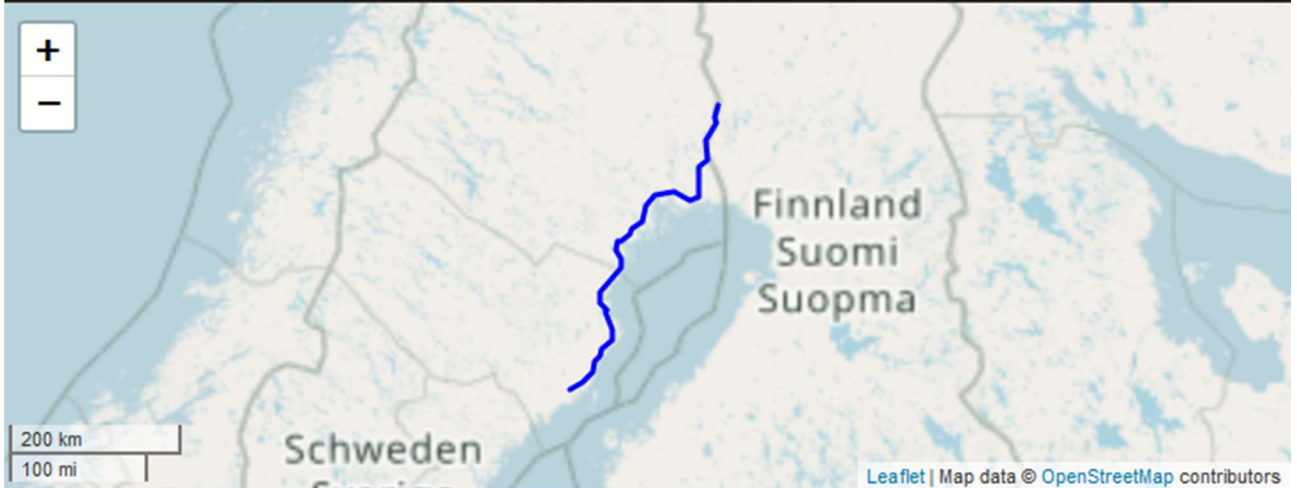 +
−
Finnland
Suomi
Suopma
Schweden
200 km
100 mi
Leaflet | Map data © OpenStreetMap contributors